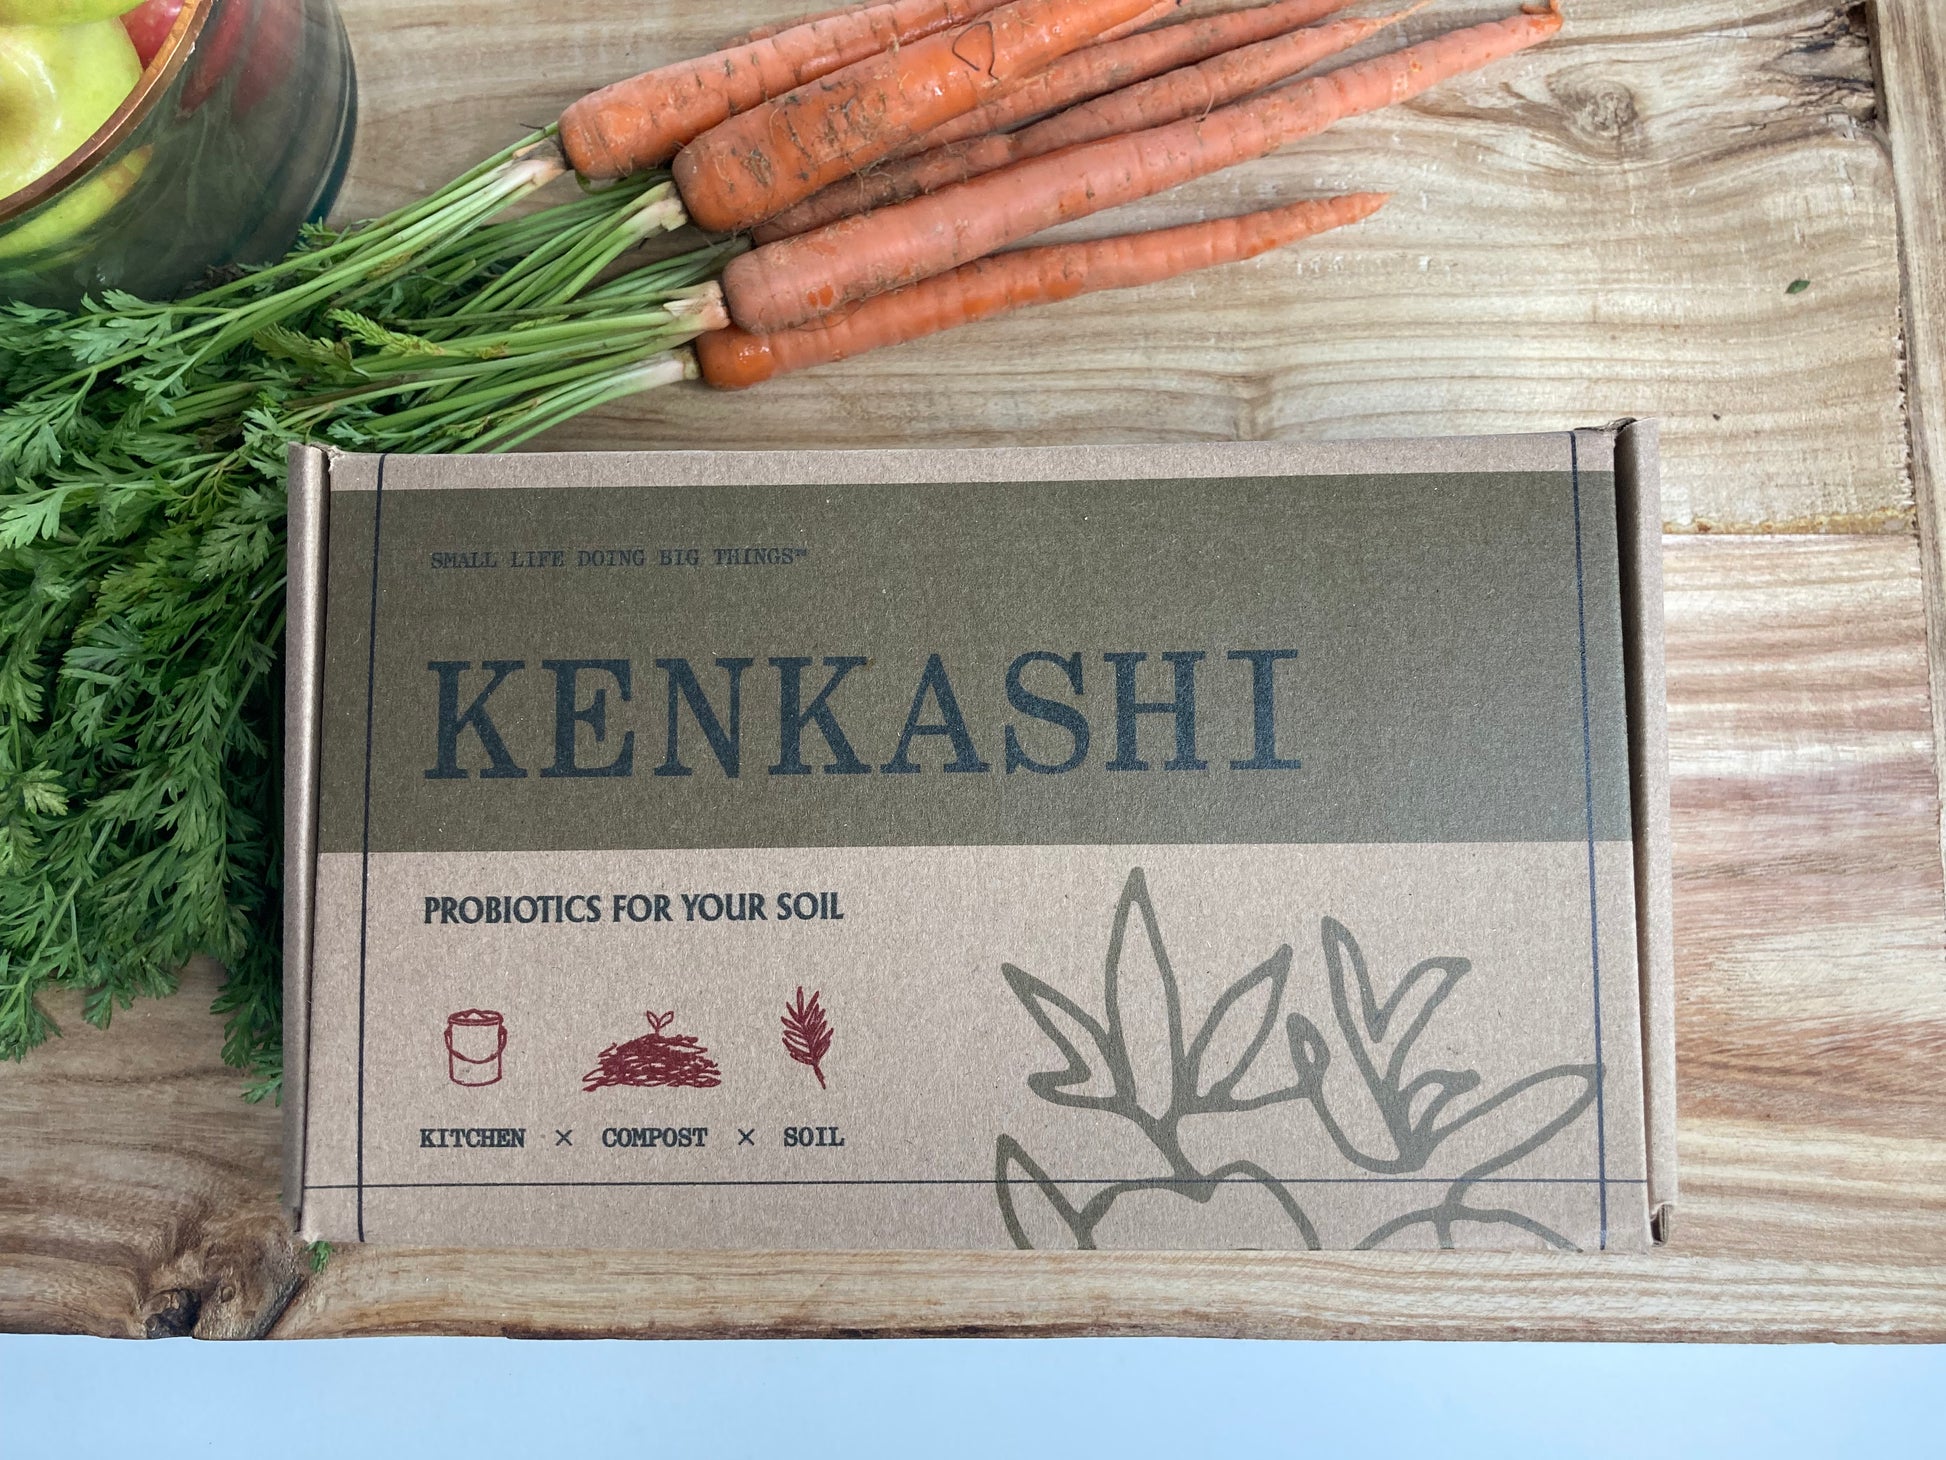 SMALL LIFE DOING BIG THINGS™
KENKASHI
PROBIOTICS FOR YOUR SOIL
KITCHEN × COMPOST × SOIL